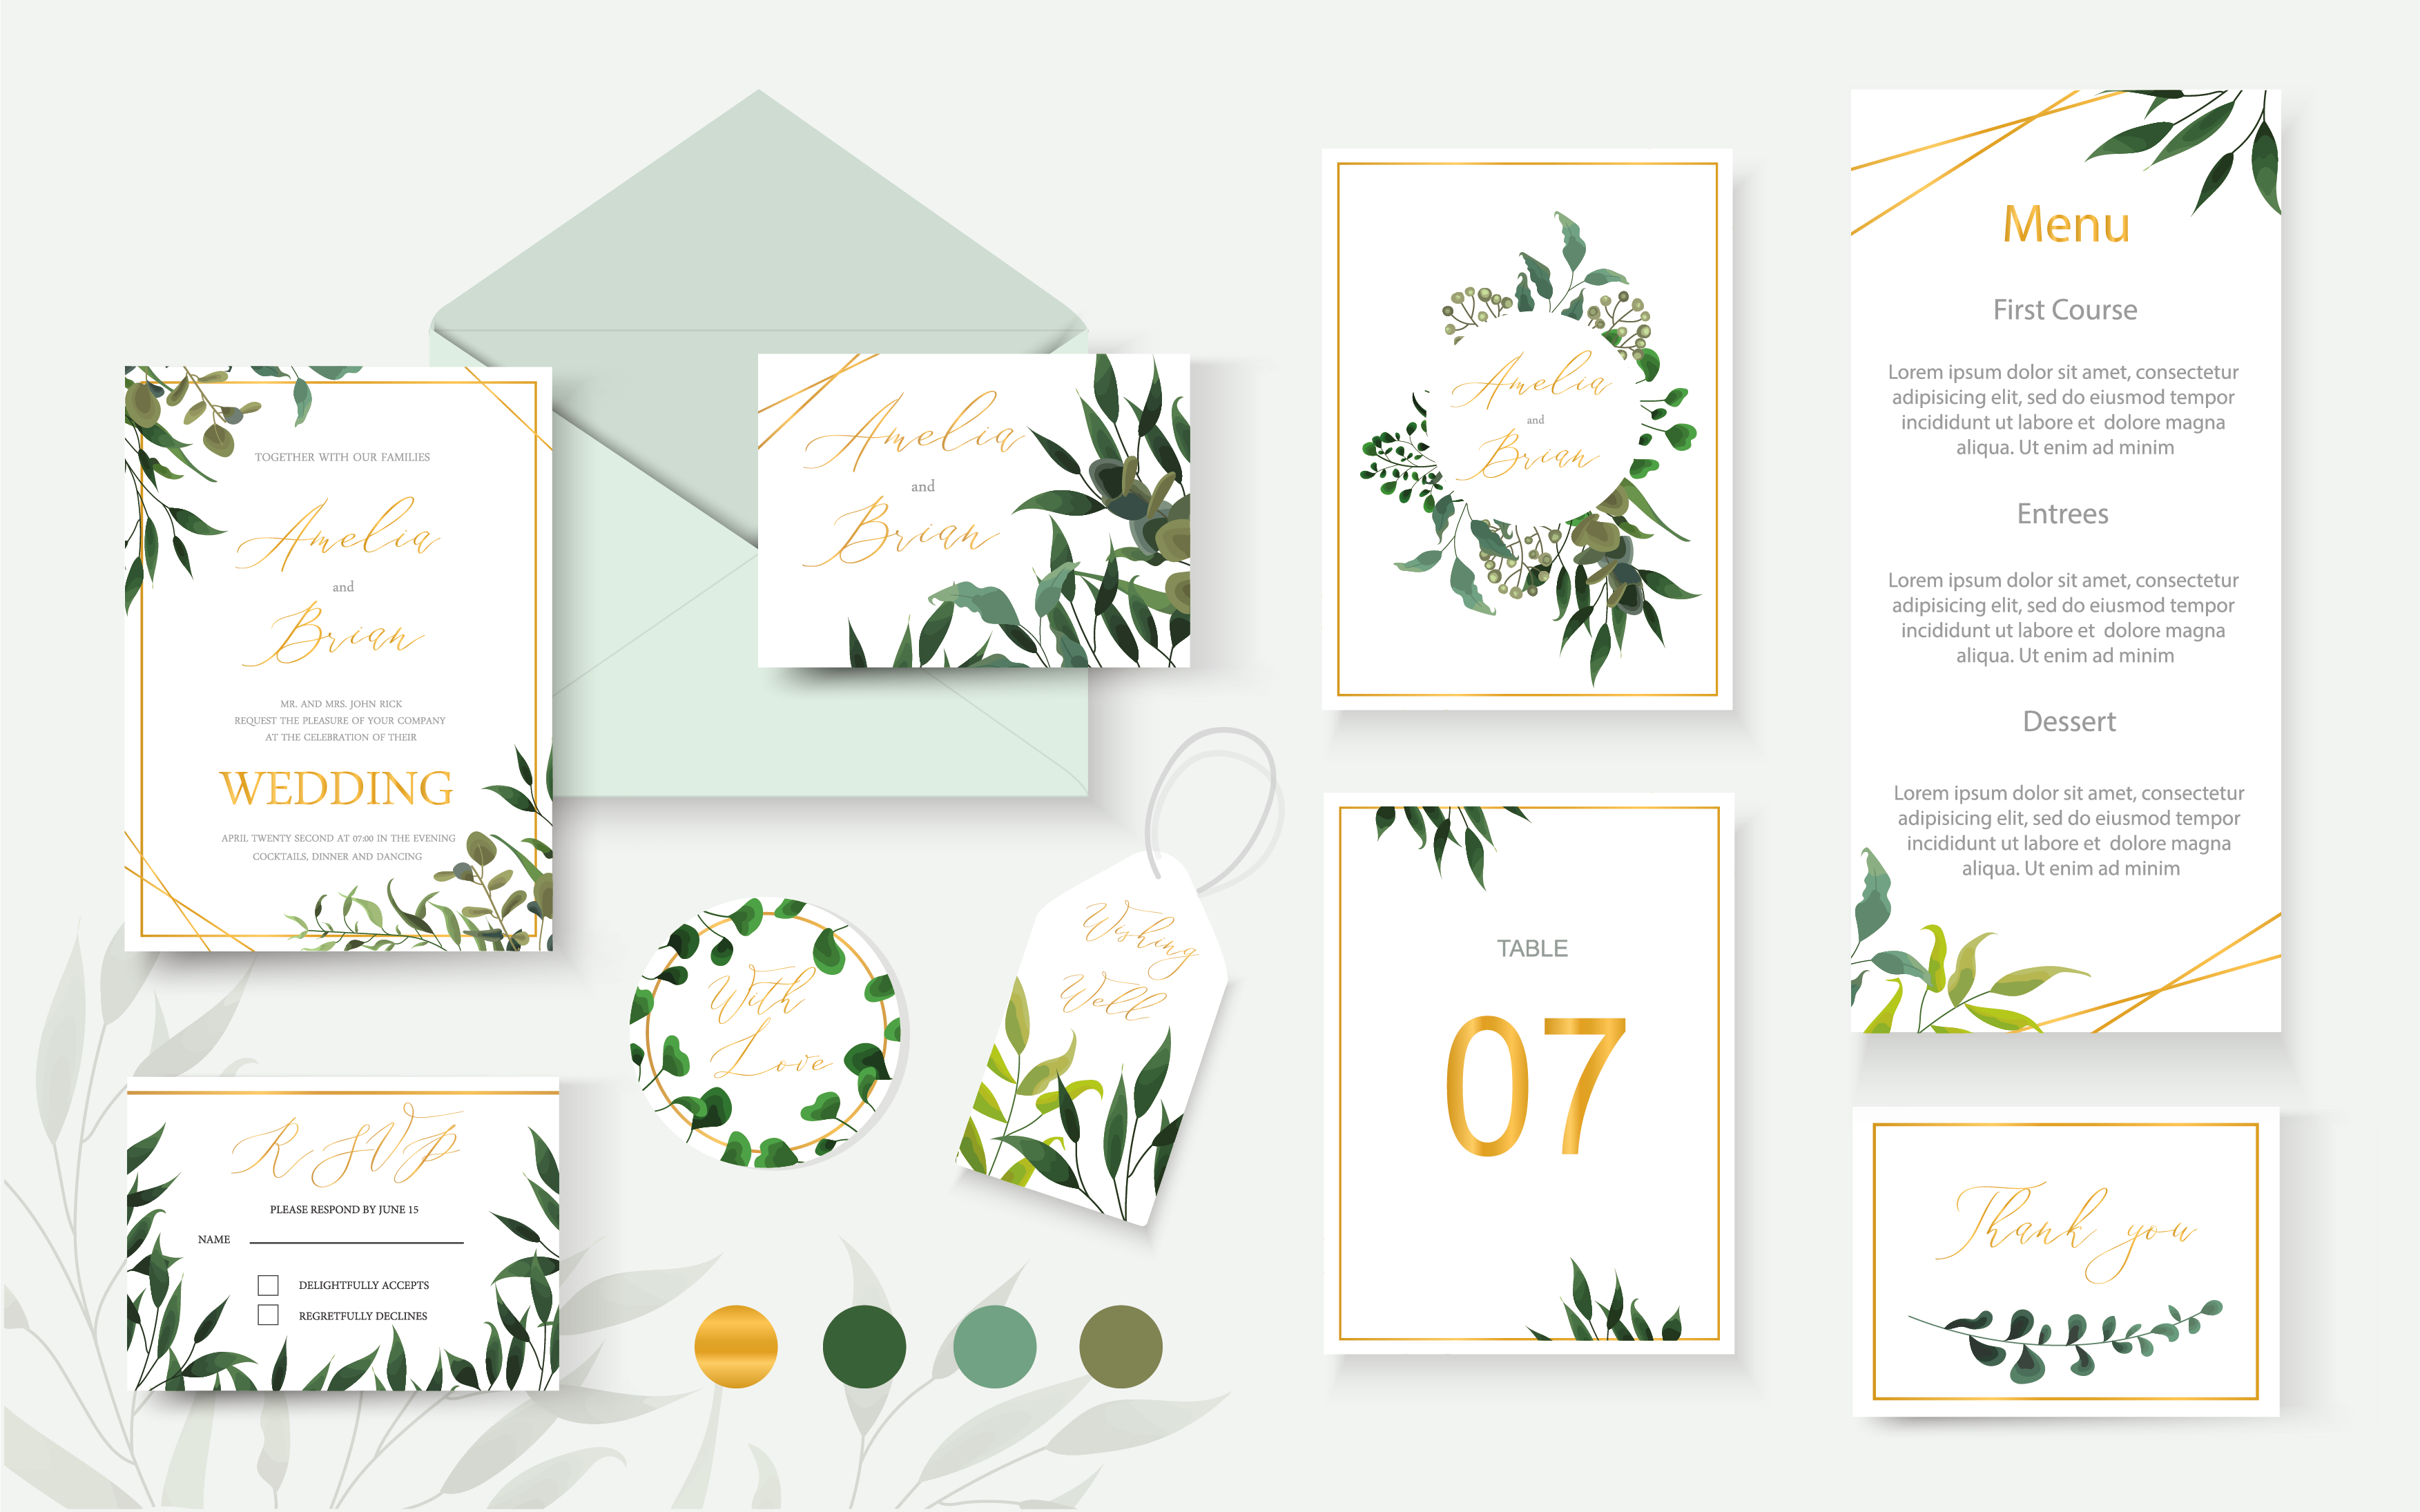 TOGETHER WITH OUR FAMILIES
Amelia
and
Brian
MR. AND MRS. JOHN RICK
REQUEST THE PLEASURE OF YOUR COMPANY
AT THE CELEBRATION OF THEIR
WEDDING
APRIL TWENTY SECOND AT 07:00 IN THE EVENING
COCKTAILS, DINNER AND DANCING
Amelia
and
Brian
Amelia
and
Brian
Menu
First Course
Lorem ipsum dolor sit amet, consectetur
adipisicing elit, sed do eiusmod tempor
incididunt ut labore et dolore magna
aliqua. Ut enim ad minim
Entrees
Lorem ipsum dolor sit amet, consectetur
adipisicing elit, sed do eiusmod tempor
incididunt ut labore et dolore magna
aliqua. Ut enim ad minim
Dessert
Lorem ipsum dolor sit amet, consectetur
adipisicing elit, sed do eiusmod tempor
incididunt ut labore et dolore magna
aliqua. Ut enim ad minim
RSVP
PLEASE RESPOND BY JUNE 15
NAME
DELIGHTFULLY ACCEPTS
REGRETFULLY DECLINES
With
Love
Wishing
Well
TABLE
07
Thank you